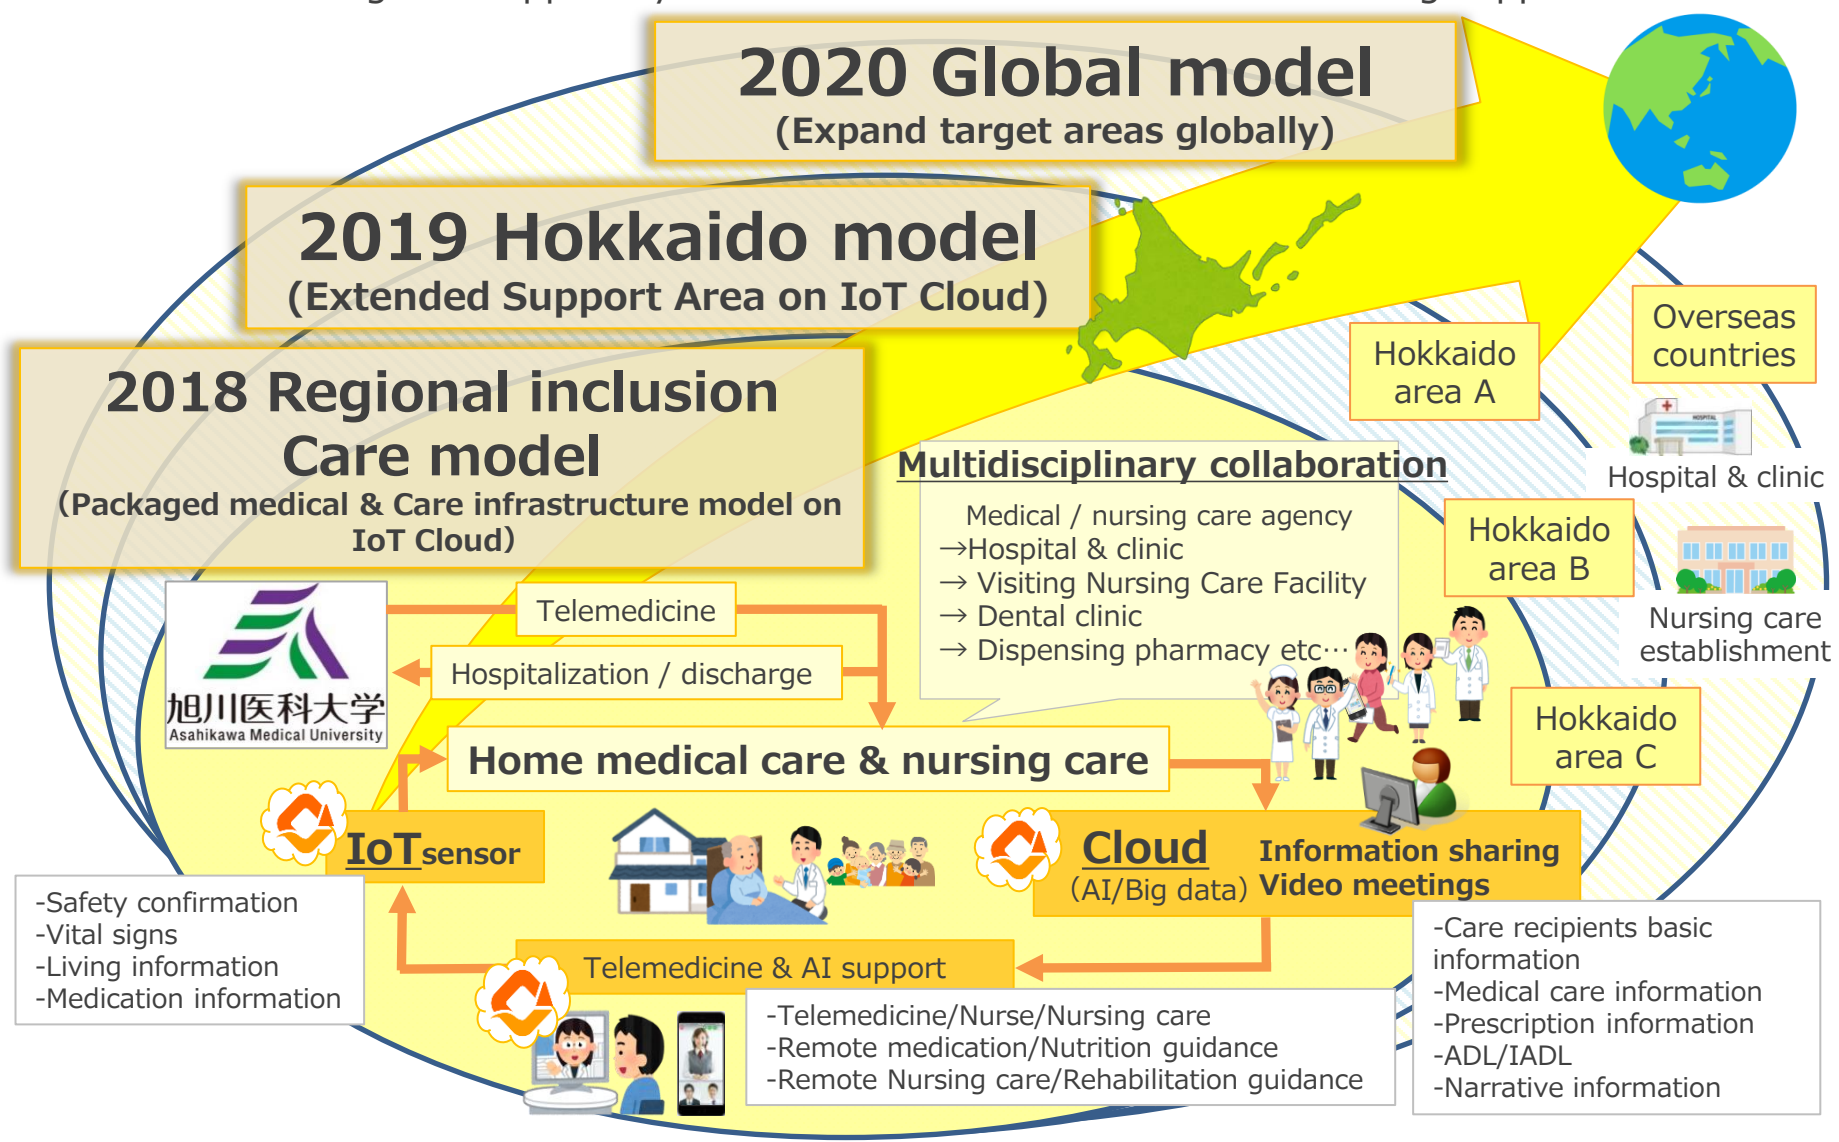 2020 Global model
(Expand target areas globally)
2019 Hokkaido model
(Extended Support Area on IoT Cloud)
2018 Regional inclusion
Care model
(Packaged medical & Care infrastructure model on
IoT Cloud)
Overseas
countries
HOSPITAL
Hospital & clinic
Nursing care
establishment
Hokkaido
area A
Hokkaido
area B
Hokkaido
area C
Multidisciplinary collaboration
Medical / nursing care agency
→Hospital & clinic
→ Visiting Nursing Care Facility
→ Dental clinic
→ Dispensing pharmacy etc…
旭川医科大学
Asahikawa Medical University
Telemedicine
Hospitalization / discharge
Home medical care & nursing care
IoT sensor
Cloud
(AI/Big data)
Information sharing
Video meetings
-Safety confirmation
-Vital signs
-Living information
-Medication information
Telemedicine & AI support
-Telemedicine/Nurse/Nursing care
-Remote medication/Nutrition guidance
-Remote Nursing care/Rehabilitation guidance
-Care recipients basic
information
-Medical care information
-Prescription information
-ADL/IADL
-Narrative information